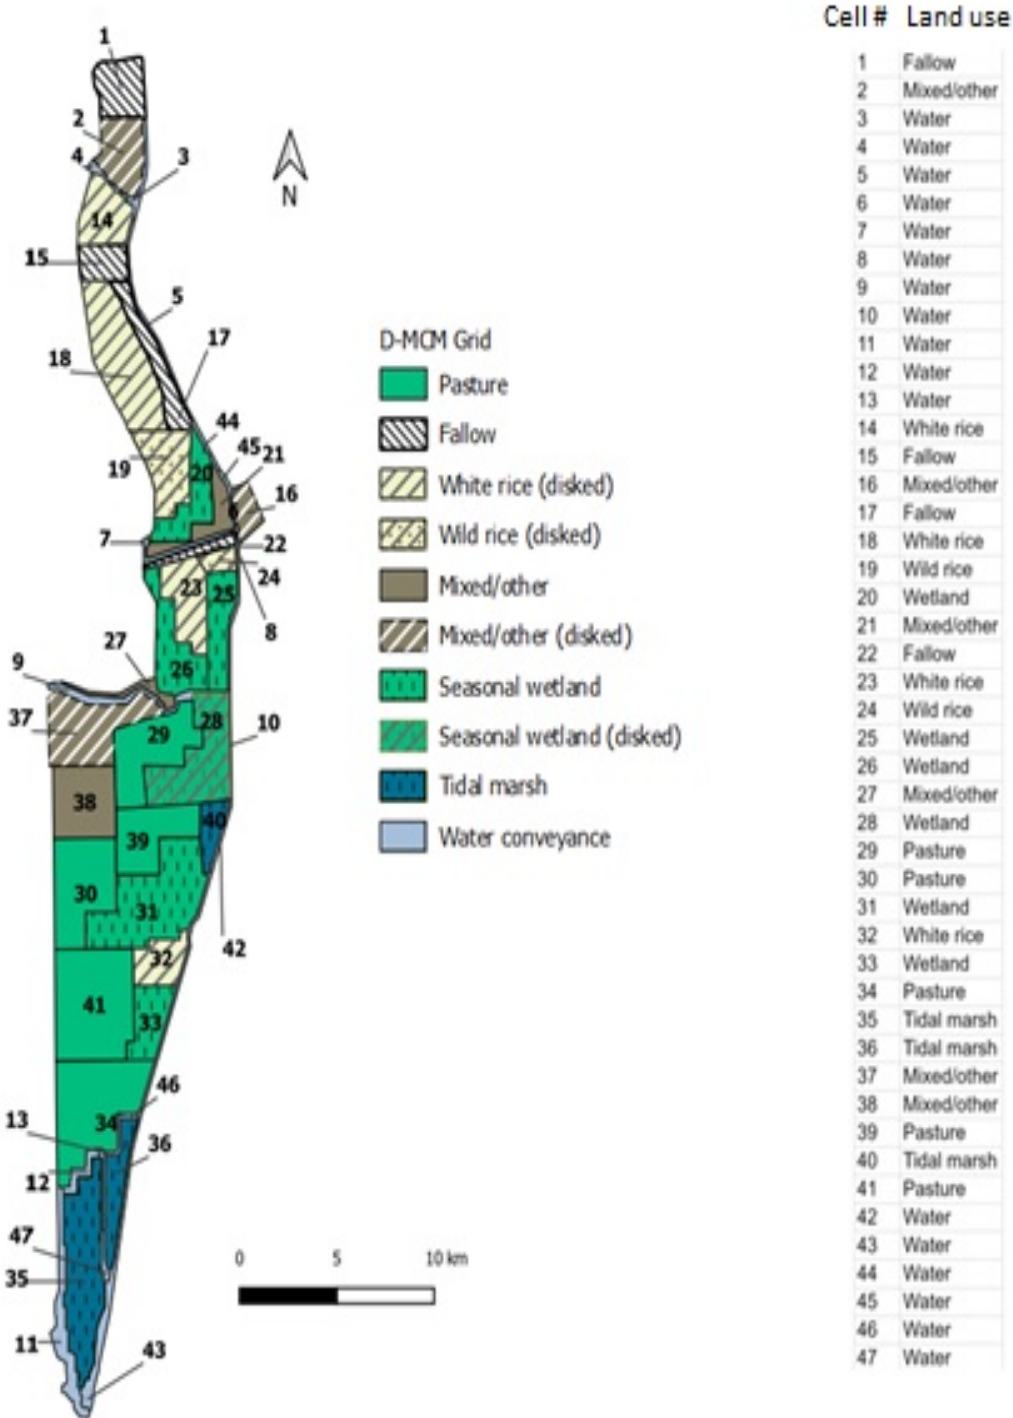 Cell # Land use
1 Fallow
2 Mixed/other
3 Water
4 Water
5 Water
6 Water
7 Water
8 Water
9 Water
10 Water
11 Water
12 Water
13 Water
14 White rice
15 Fallow
16 Mixed/other
17 Fallow
18 White rice
19 Wild rice
20 Wetland
21 Mixed/other
22 Fallow
23 White rice
24 Wild rice
25 Wetland
26 Wetland
27 Mixed/other
28 Wetland
29 Pasture
30 Pasture
31 Wetland
32 White rice
33 Wetland
34 Pasture
35 Tidal marsh
36 Tidal marsh
37 Mixed/other
38 Mixed/other
39 Pasture
40 Tidal marsh
41 Pasture
42 Water
43 Water
44 Water
45 Water
46 Water
47 Water
D-MCM Grid
Pasture
Fallow
White rice (disked)
Wild rice (disked)
Mixed/other
Mixed/other (disked)
Seasonal wetland
Seasonal wetland (disked)
Tidal marsh
Water conveyance
N
1
2
4
3
14
15
5
18
17
44
19
20
45
21
6
16
7
22
24
23
25
8
27
26
9
37
29
28
10
38
39
40
30
31
42
32
41
33
46
13
34
36
12
47
35
11
43
0 5 10 km